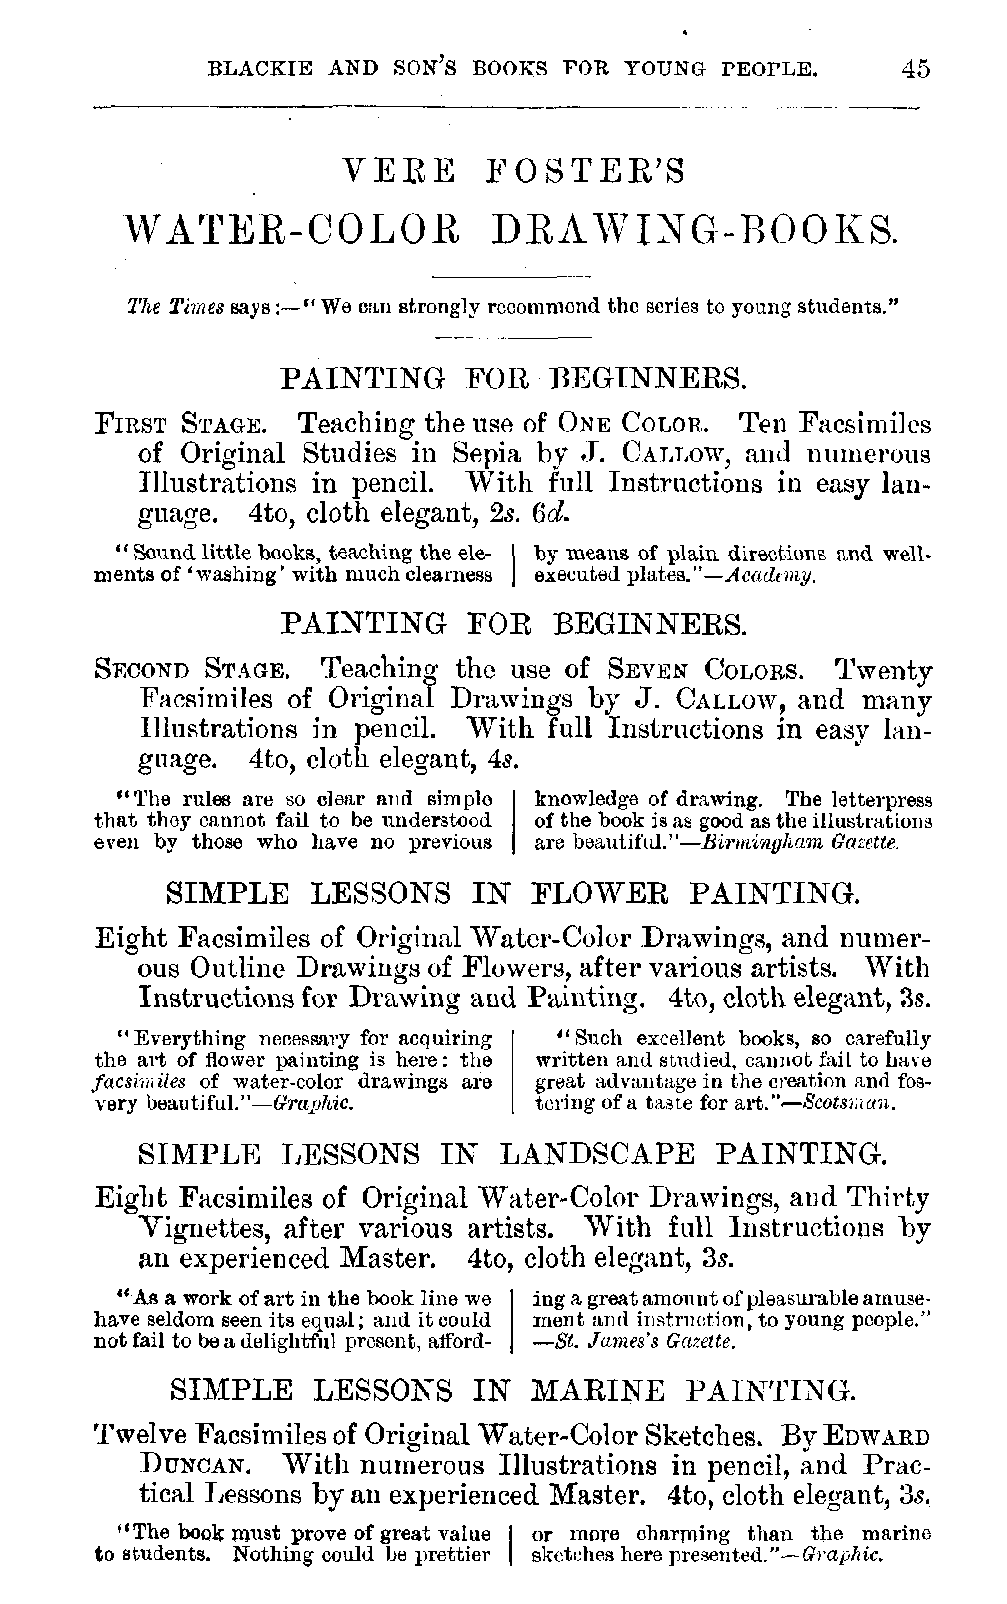 BLACKIE AND SON'S BOOKS FOR YOUNG PEOPLE. 45
VERE FOSTER'S
WATER-COLOR DRAWING-BOOKS.
The Times says:—"We can strongly recommend the series to young students."
PAINTING FOR BEGINNERS.
FIRST STAGE. Teaching the use of ONE COLOR. Ten Facsimiles
of Original Studies in Sepia by J. CALLOW, and numerous
Illustrations in pencil. With full Instructions in easy lan-
guage. 4to, cloth elegant, 2s. 6d.
"Sound little books, teaching the ele-
ments of 'washing' with much clearness
by means of plain directions and well-
executed plates."—Academy.
PAINTING FOR BEGINNERS.
SECOND STAGE. Teaching the use of SEVEN COLORS. Twenty
Facsimiles of Original Drawings by J. CALLOW, and many
Illustrations in pencil. With full Instructions in easy lan-
guage. 4to, cloth elegant, 4s.
"The rules are so clear and simple
that they cannot fail to be understood
even by those who have no previous
knowledge of drawing. The letterpress
of the book is as good as the illustrations
are beautiful."—Birmingham Gazette.
SIMPLE LESSONS IN FLOWER PAINTING.
Eight Facsimiles of Original Water-Color Drawings, and numer-
ous Outline Drawings of Flowers, after various artists. With
Instructions for Drawing and Painting. 4to, cloth elegant, 3s.
"Everything necessary for acquiring
the art of flower painting is here: the
facsimiles of water-color drawings are
very beautiful."—Graphic.
"Such excellent books, so carefully
written and studied, cannot fail to have
great advantage in the creation and fos-
tering of a taste for art."—Scotsman.
SIMPLE LESSONS IN LANDSCAPE PAINTING.
Eight Facsimiles of Original Water-Color Drawings, and Thirty
Vignettes, after various artists. With full Instructions by
an experienced Master. 4to, cloth elegant, 3s.
"As a work of art in the book line we
have seldom seen its equal; and it could
not fail to be a delightful present, afford-
ing a great amount of pleasurable amuse-
ment and instruction, to young people."
—St. James's Gazette.
SIMPLE LESSONS IN MARINE PAINTING.
Twelve Facsimiles of Original Water-Color Sketches. By EDWARD
DUNCAN. With numerous Illustrations in pencil, and Prac-
tical Lessons by an experienced Master. 4to, cloth elegant, 3s.
"The book must prove of great value
to students. Nothing could be prettier
or more charming than the marine
sketches here presented."—Graphic.